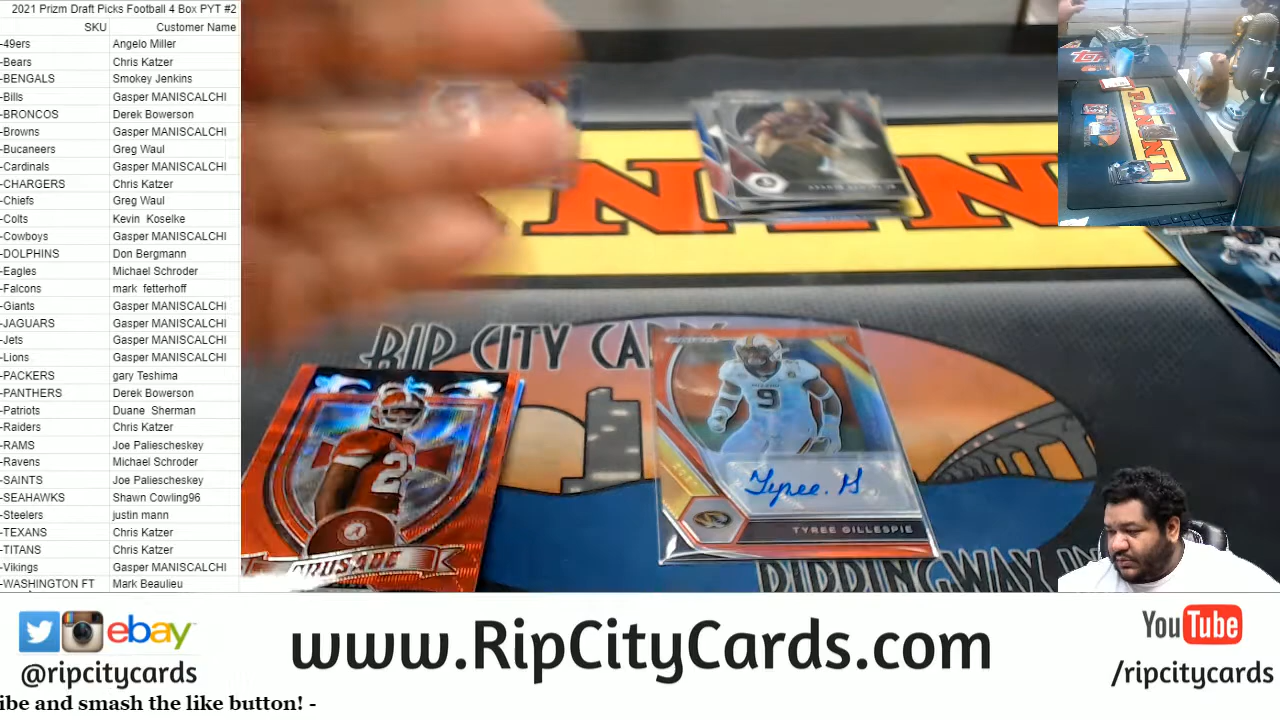 2021 Prizm Draft Picks Football 4 Box PYT #2
SKU Customer Name
-49ers Angelo Miller
-Bears Chris Katzer
-BENGALS Smokey Jenkins
-Bills Gasper MANISCALCHI
-BRONCOS Derek Bowerson
-Browns Gasper MANISCALCHI
-Bucaneers Greg Waul
-Cardinals Gasper MANISCALCHI
-CHARGERS Chris Katzer
-Chiefs Greg Waul
-Colts Kevin Koselke
-Cowboys Gasper MANISCALCHI
-DOLPHINS Don Bergmann
-Eagles Michael Schroder
-Falcons mark fetterhoff
-Giants Gasper MANISCALCHI
-JAGUARS Gasper MANISCALCHI
-Jets Gasper MANISCALCHI
-Lions Gasper MANISCALCHI
-PACKERS gary Teshima
-PANTHERS Derek Bowerson
-Patriots Duane Sherman
-Raiders Chris Katzer
-RAMS Joe Paliescheskey
-Ravens Michael Schroder
-SAINTS Joe Paliescheskey
-SEAHAWKS Shawn Cowling96
-Steelers justin mann
-TEXANS Chris Katzer
-TITANS Chris Katzer
-Vikings Gasper MANISCALCHI
-WASHINGTON FT Mark Beaulieu
PANINI
RIP CITY CA
2
CRUSADE
9
Tyree. G
TYREE GILLESPIE
ebay
@ripcitycards
www.RipCityCards.com
YouTube
/ripcitycards
ibe and smash the like button! -